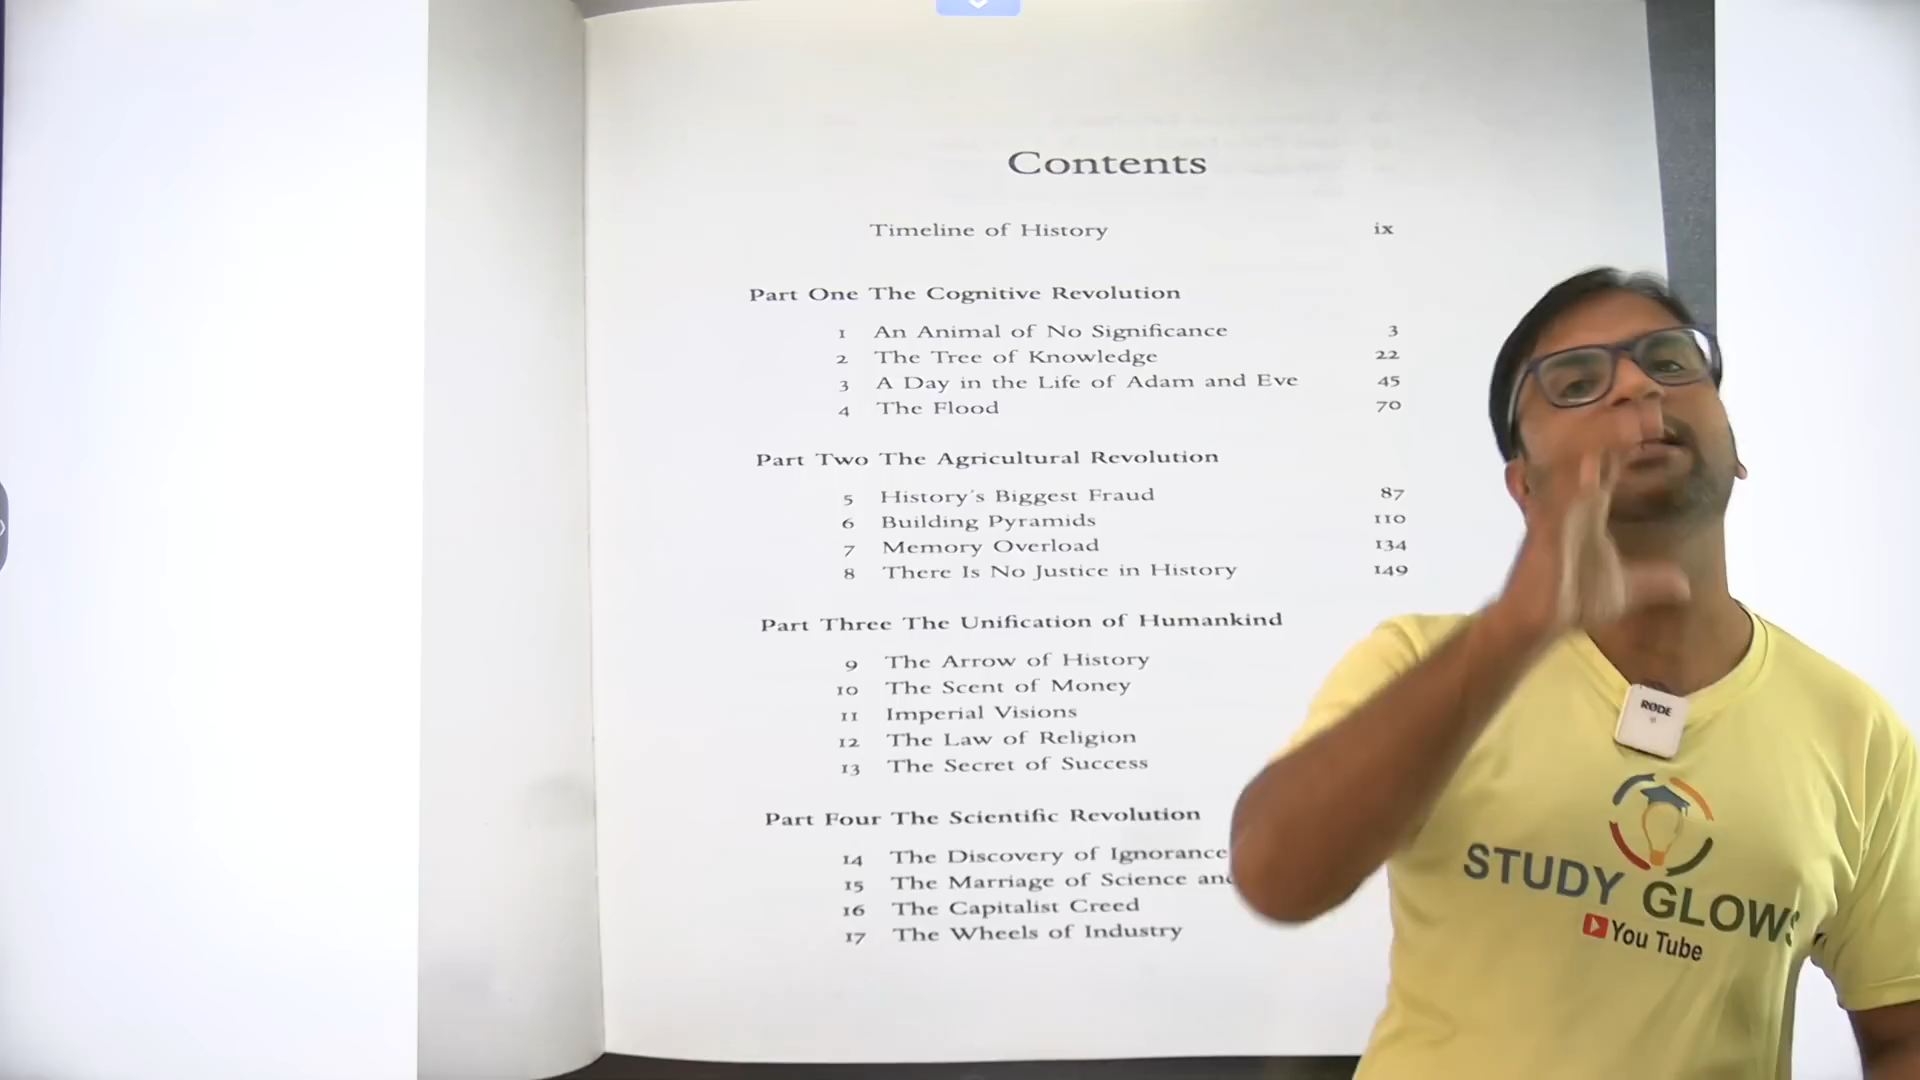 Contents
Timeline of History ix
Part One The Cognitive Revolution
1 An Animal of No Significance 3
2 The Tree of Knowledge 22
3 A Day in the Life of Adam and Eve 45
4 The Flood 70
Part Two The Agricultural Revolution
5 History's Biggest Fraud 87
6 Building Pyramids 110
7 Memory Overload 134
8 There Is No Justice in History 149
Part Three The Unification of Humankind
9 The Arrow of History
10 The Scent of Money
11 Imperial Visions
12 The Law of Religion
13 The Secret of Success
Part Four The Scientific Revolution
14 The Discovery of Ignorance
15 The Marriage of Science and
16 The Capitalist Creed
17 The Wheels of Industry
RØDE
STUDY GLOWS
You Tube